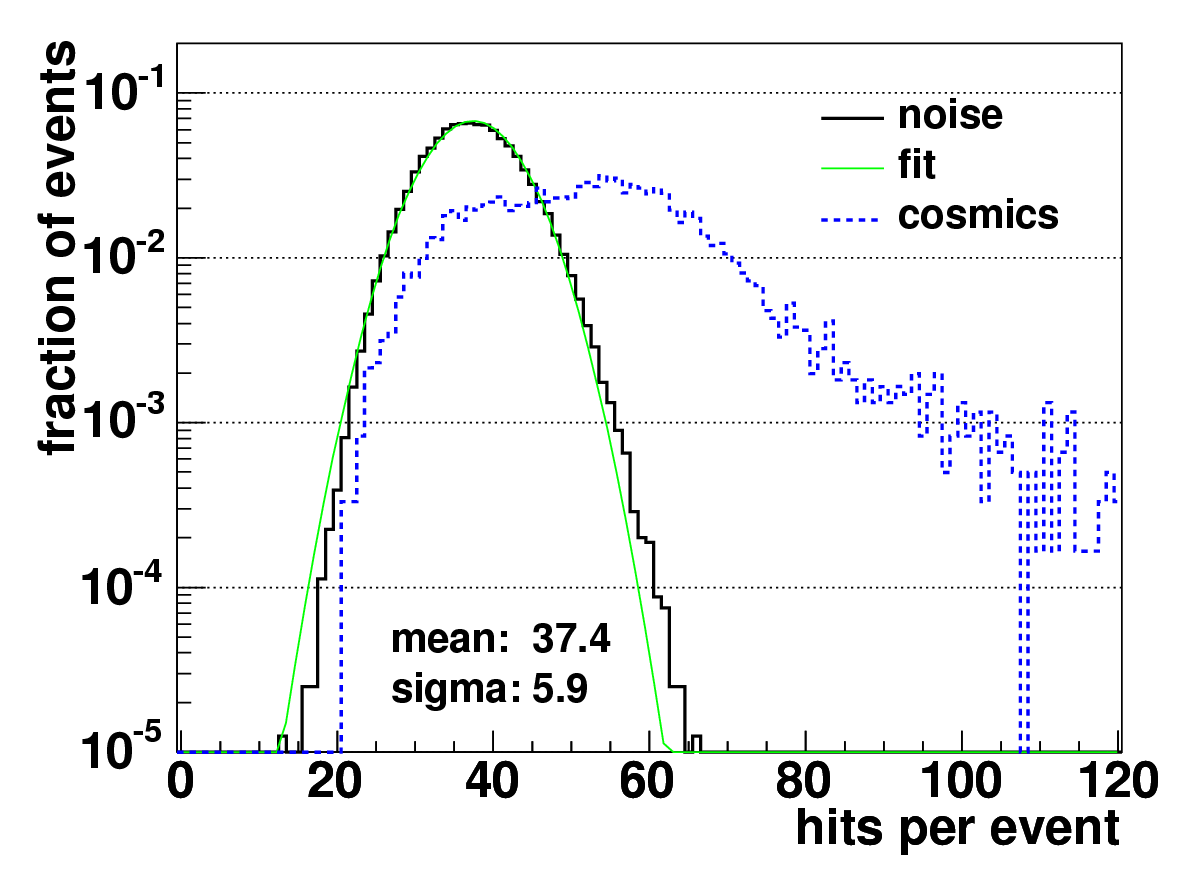 fraction of events
10-1
10-2
10-3
10-4
10-5
noise
fit
cosmics
mean: 37.4
sigma: 5.9
0 20 40 60 80 100 120
hits per event